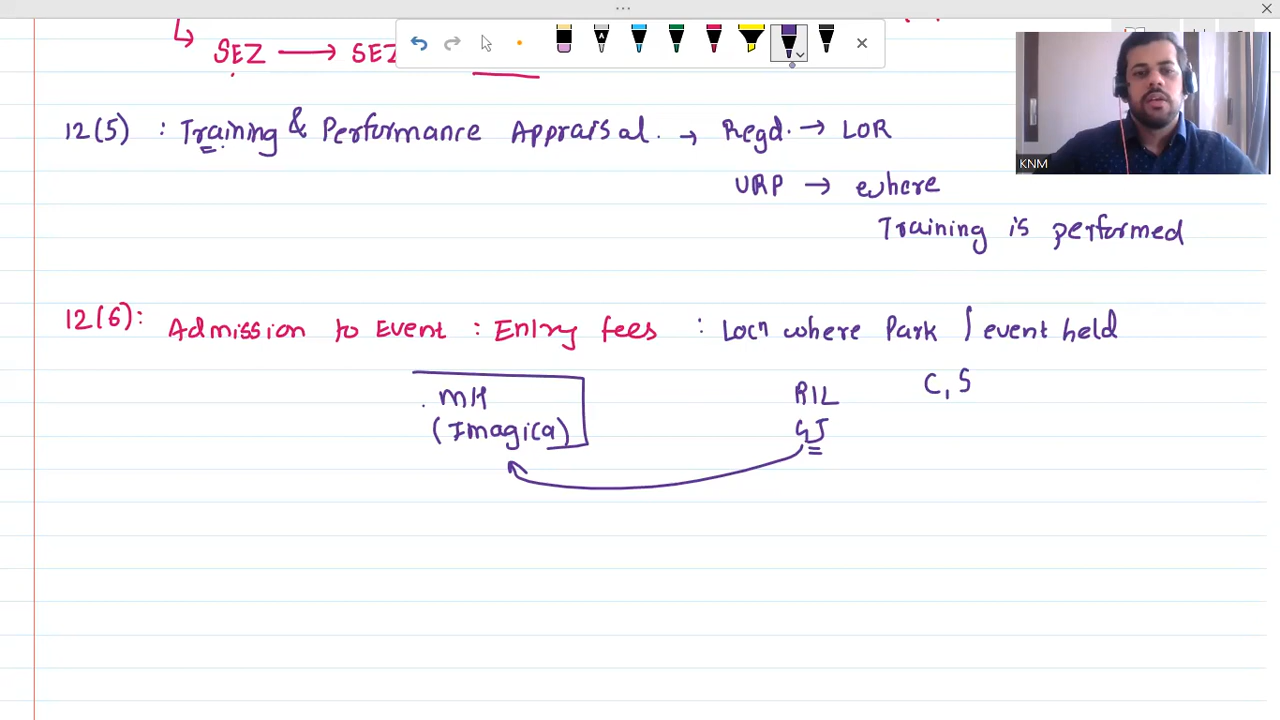 SEZ → SEZ
12(5) : Training & Performance Appraisal. → Regd. → LOR
URP → where
Training is performed
12(6): Admission to Event : Entry fees : Locn where Park / event held
MH
(Imagica)
RIL
GJ
C, S
KNM